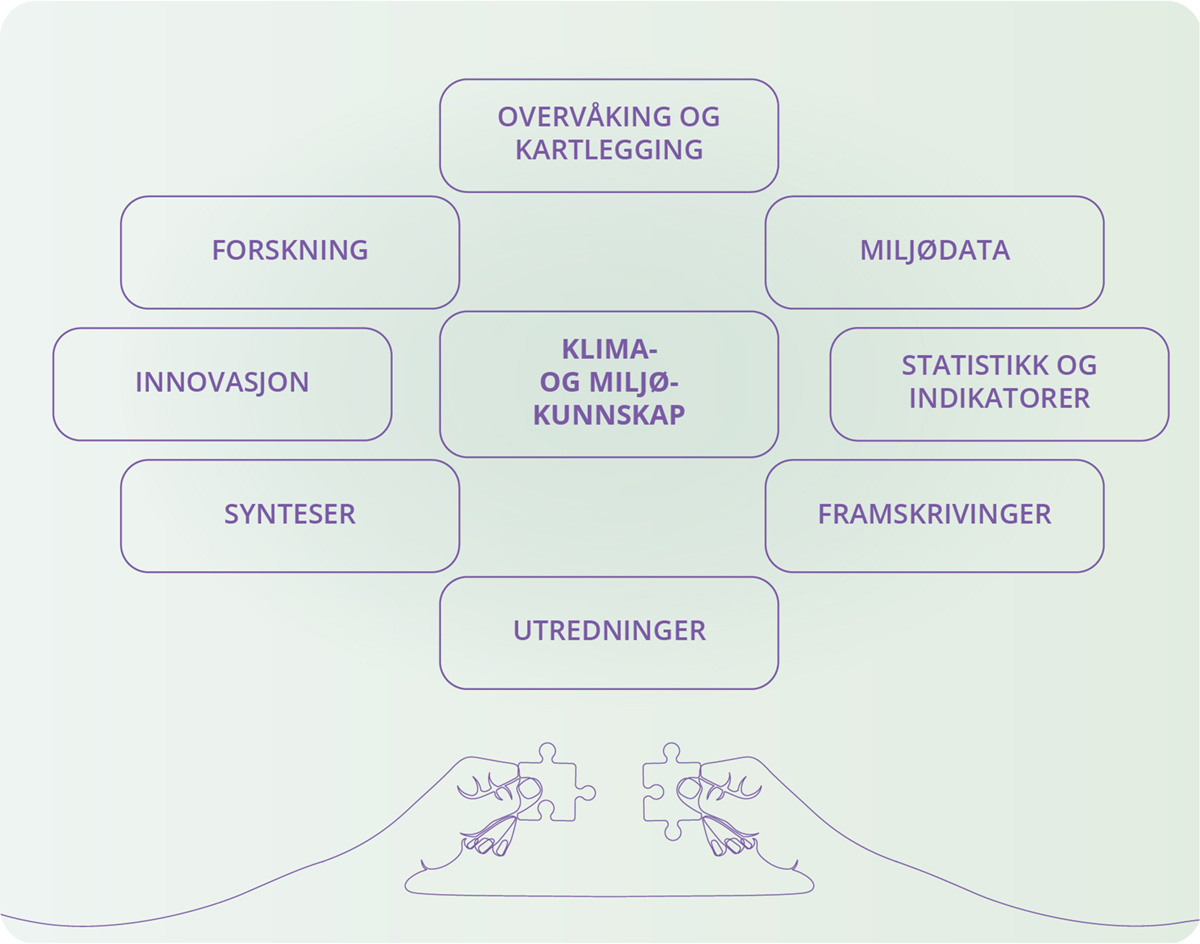 OVERVÅKING OG
KARTLEGGING
FORSKNING
MILJØDATA
INNOVASJON
KLIMA-
OG MILJØ-
KUNNSKAP
STATISTIKK OG
INDIKATORER
SYNTESER
FRAMSKRIVINGER
UTREDNINGER